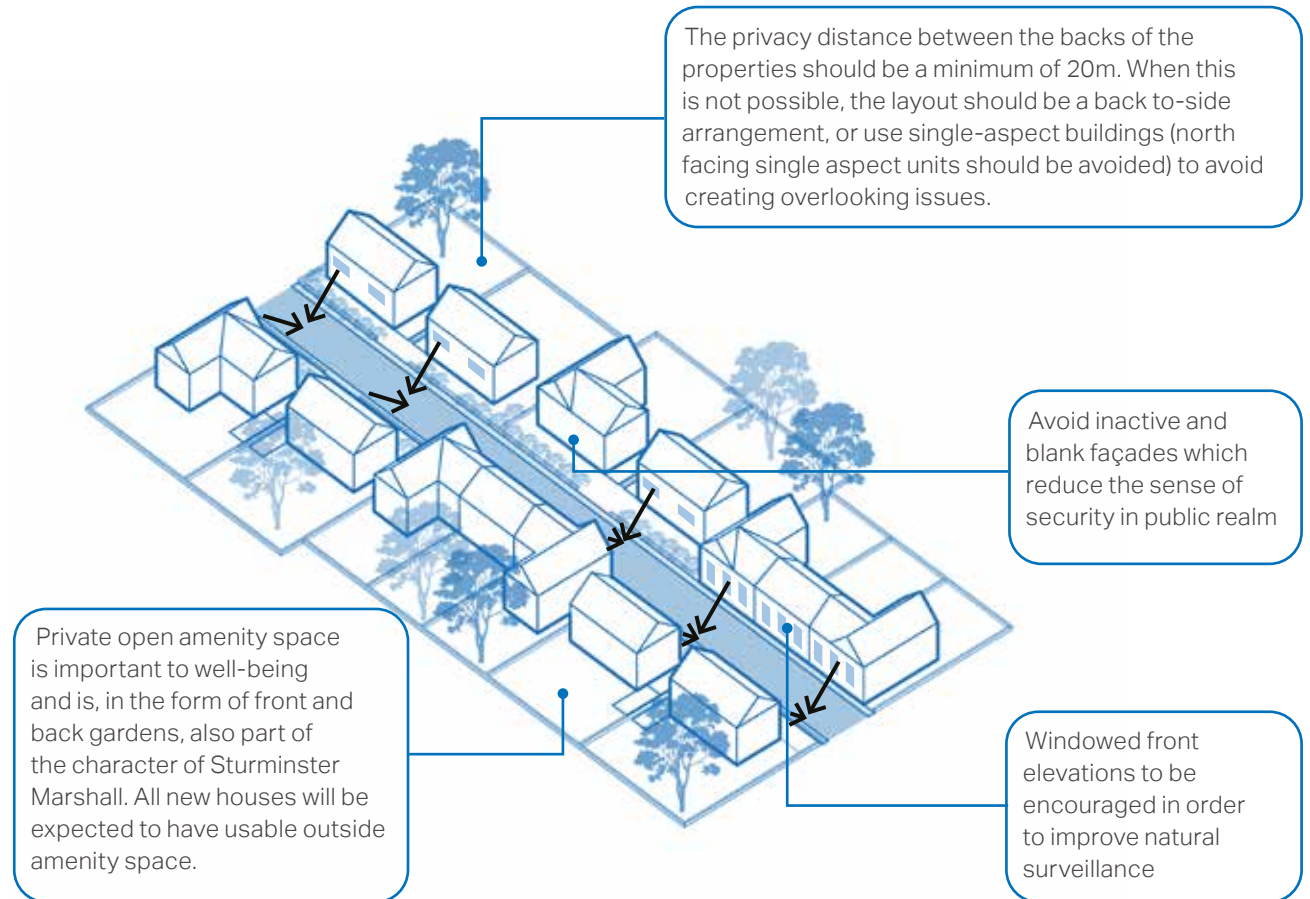 The privacy distance between the backs of the
properties should be a minimum of 20m. When this
is not possible, the layout should be a back to-side
arrangement, or use single-aspect buildings (north
facing single aspect units should be avoided) to avoid
creating overlooking issues.
Avoid inactive and
blank façades which
reduce the sense of
security in public realm
Private open amenity space
is important to well-being
and is, in the form of front and
back gardens, also part of
the character of Sturminster
Marshall. All new houses will be
expected to have usable outside
amenity space.
Windowed front
elevations to be
encouraged in order
to improve natural
surveillance